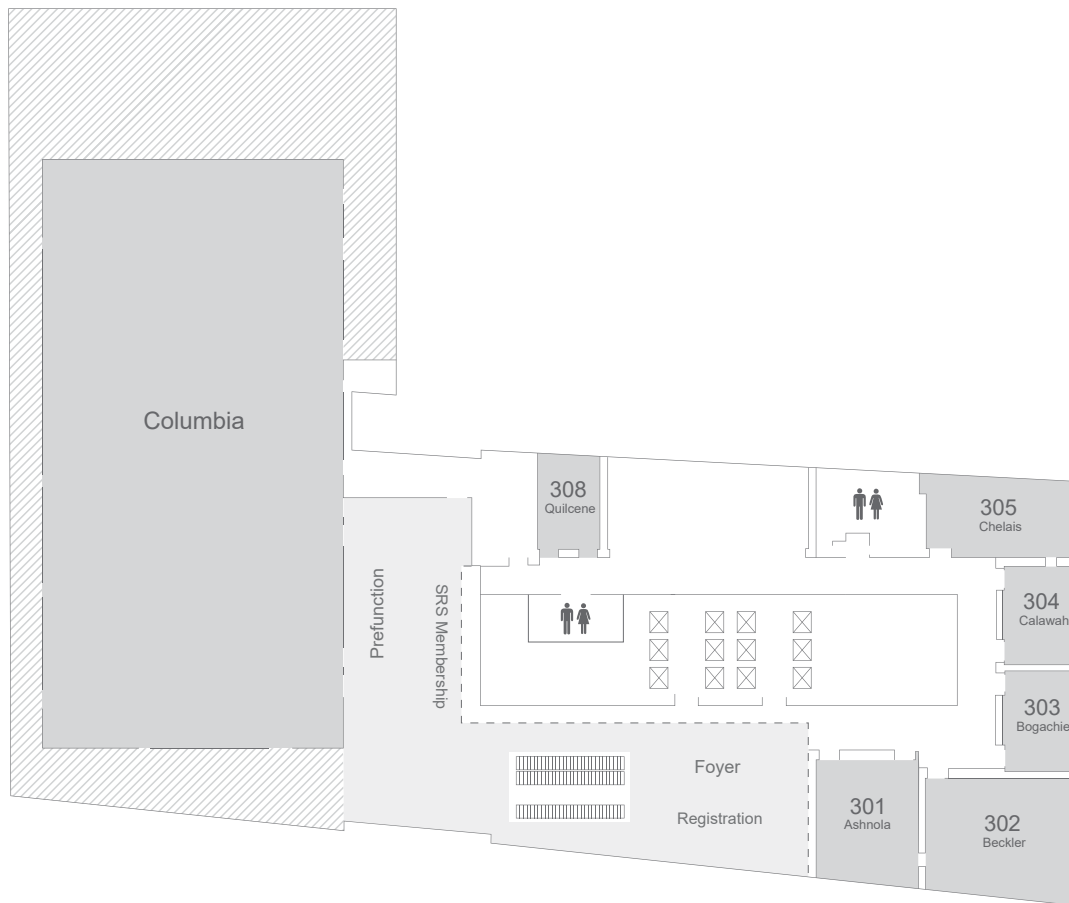 Columbia
308
Quilcene
305
Chelais
304
Calawah
303
Bogachie
Prefunction
SRS Membership
Foyer
Registration
301
Ashnola
302
Beckler